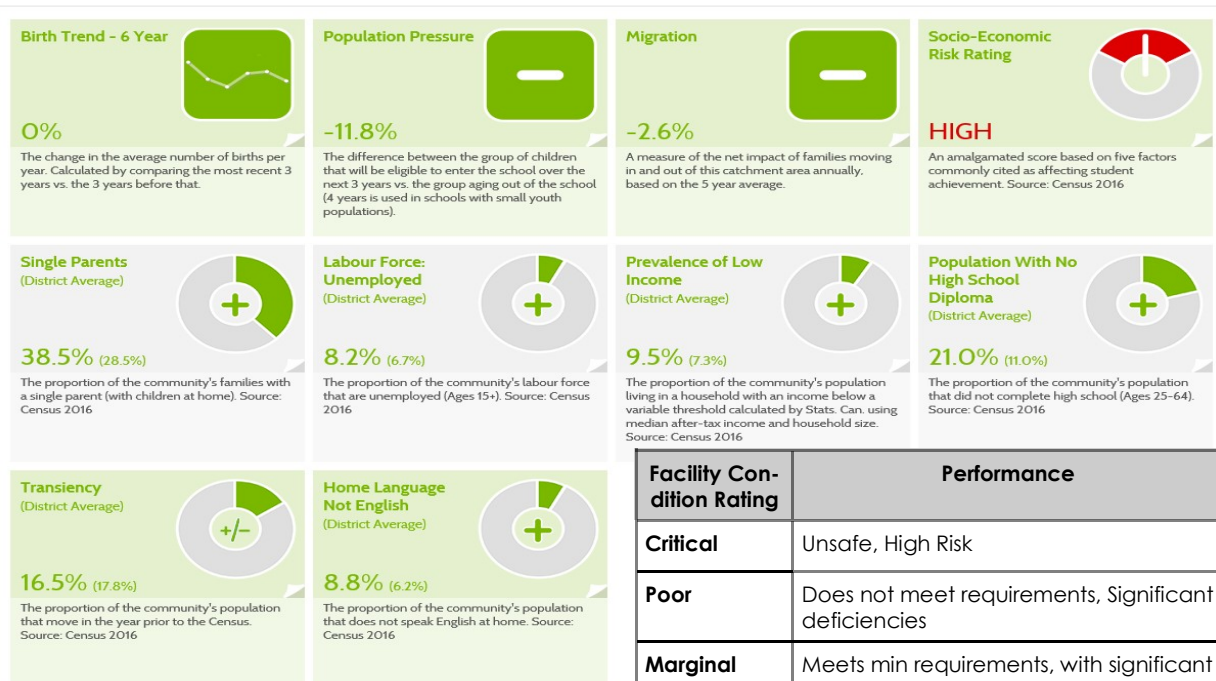 Birth Trend - 6 Year
0%
The change in the average number of births per
year. Calculated by comparing the most recent 3
years vs. the 3 years before that.
Population Pressure
-11.8%
The difference between the group of children
that will be eligible to enter the school over the
next 3 years vs. the group aging out of the school
(4 years is used in schools with small youth
populations).
Migration
-2.6%
A measure of the net impact of families moving
in and out of this catchment area annually,
based on the 5 year average.
Socio-Economic
Risk Rating
HIGH
An amalgamated score based on five factors
commonly cited as affecting student
achievement. Source: Census 2016
Single Parents
(District Average)
38.5% (28.5%)
The proportion of the community's families with
a single parent (with children at home). Source:
Census 2016
Labour Force:
Unemployed
(District Average)
8.2% (6.7%)
The proportion of the community's labour force
that are unemployed (Ages 15+). Source: Census
2016
Prevalence of Low
Income
(District Average)
9.5% (7.3%)
The proportion of the community's population
living in a household with an income below a
variable threshold calculated by Stats. Can. using
median after-tax income and household size.
Source: Census 2016
Population With No
High School
Diploma
(District Average)
21.0% (11.0%)
The proportion of the community's population
that did not complete high school (Ages 25-64).
Source: Census 2016
Transiency
(District Average)
+/-
16.5% (17.8%)
The proportion of the community's population
that move in the year prior to the Census.
Source: Census 2016
Home Language
Not English
(District Average)
8.8% (6.2%)
The proportion of the community's population
that does not speak English at home. Source:
Census 2016
Facility Con-
dition Rating
Performance
Critical
Unsafe, High Risk
Poor
Does not meet requirements, Significant
deficiencies
Marginal
Meets min requirements, with significant